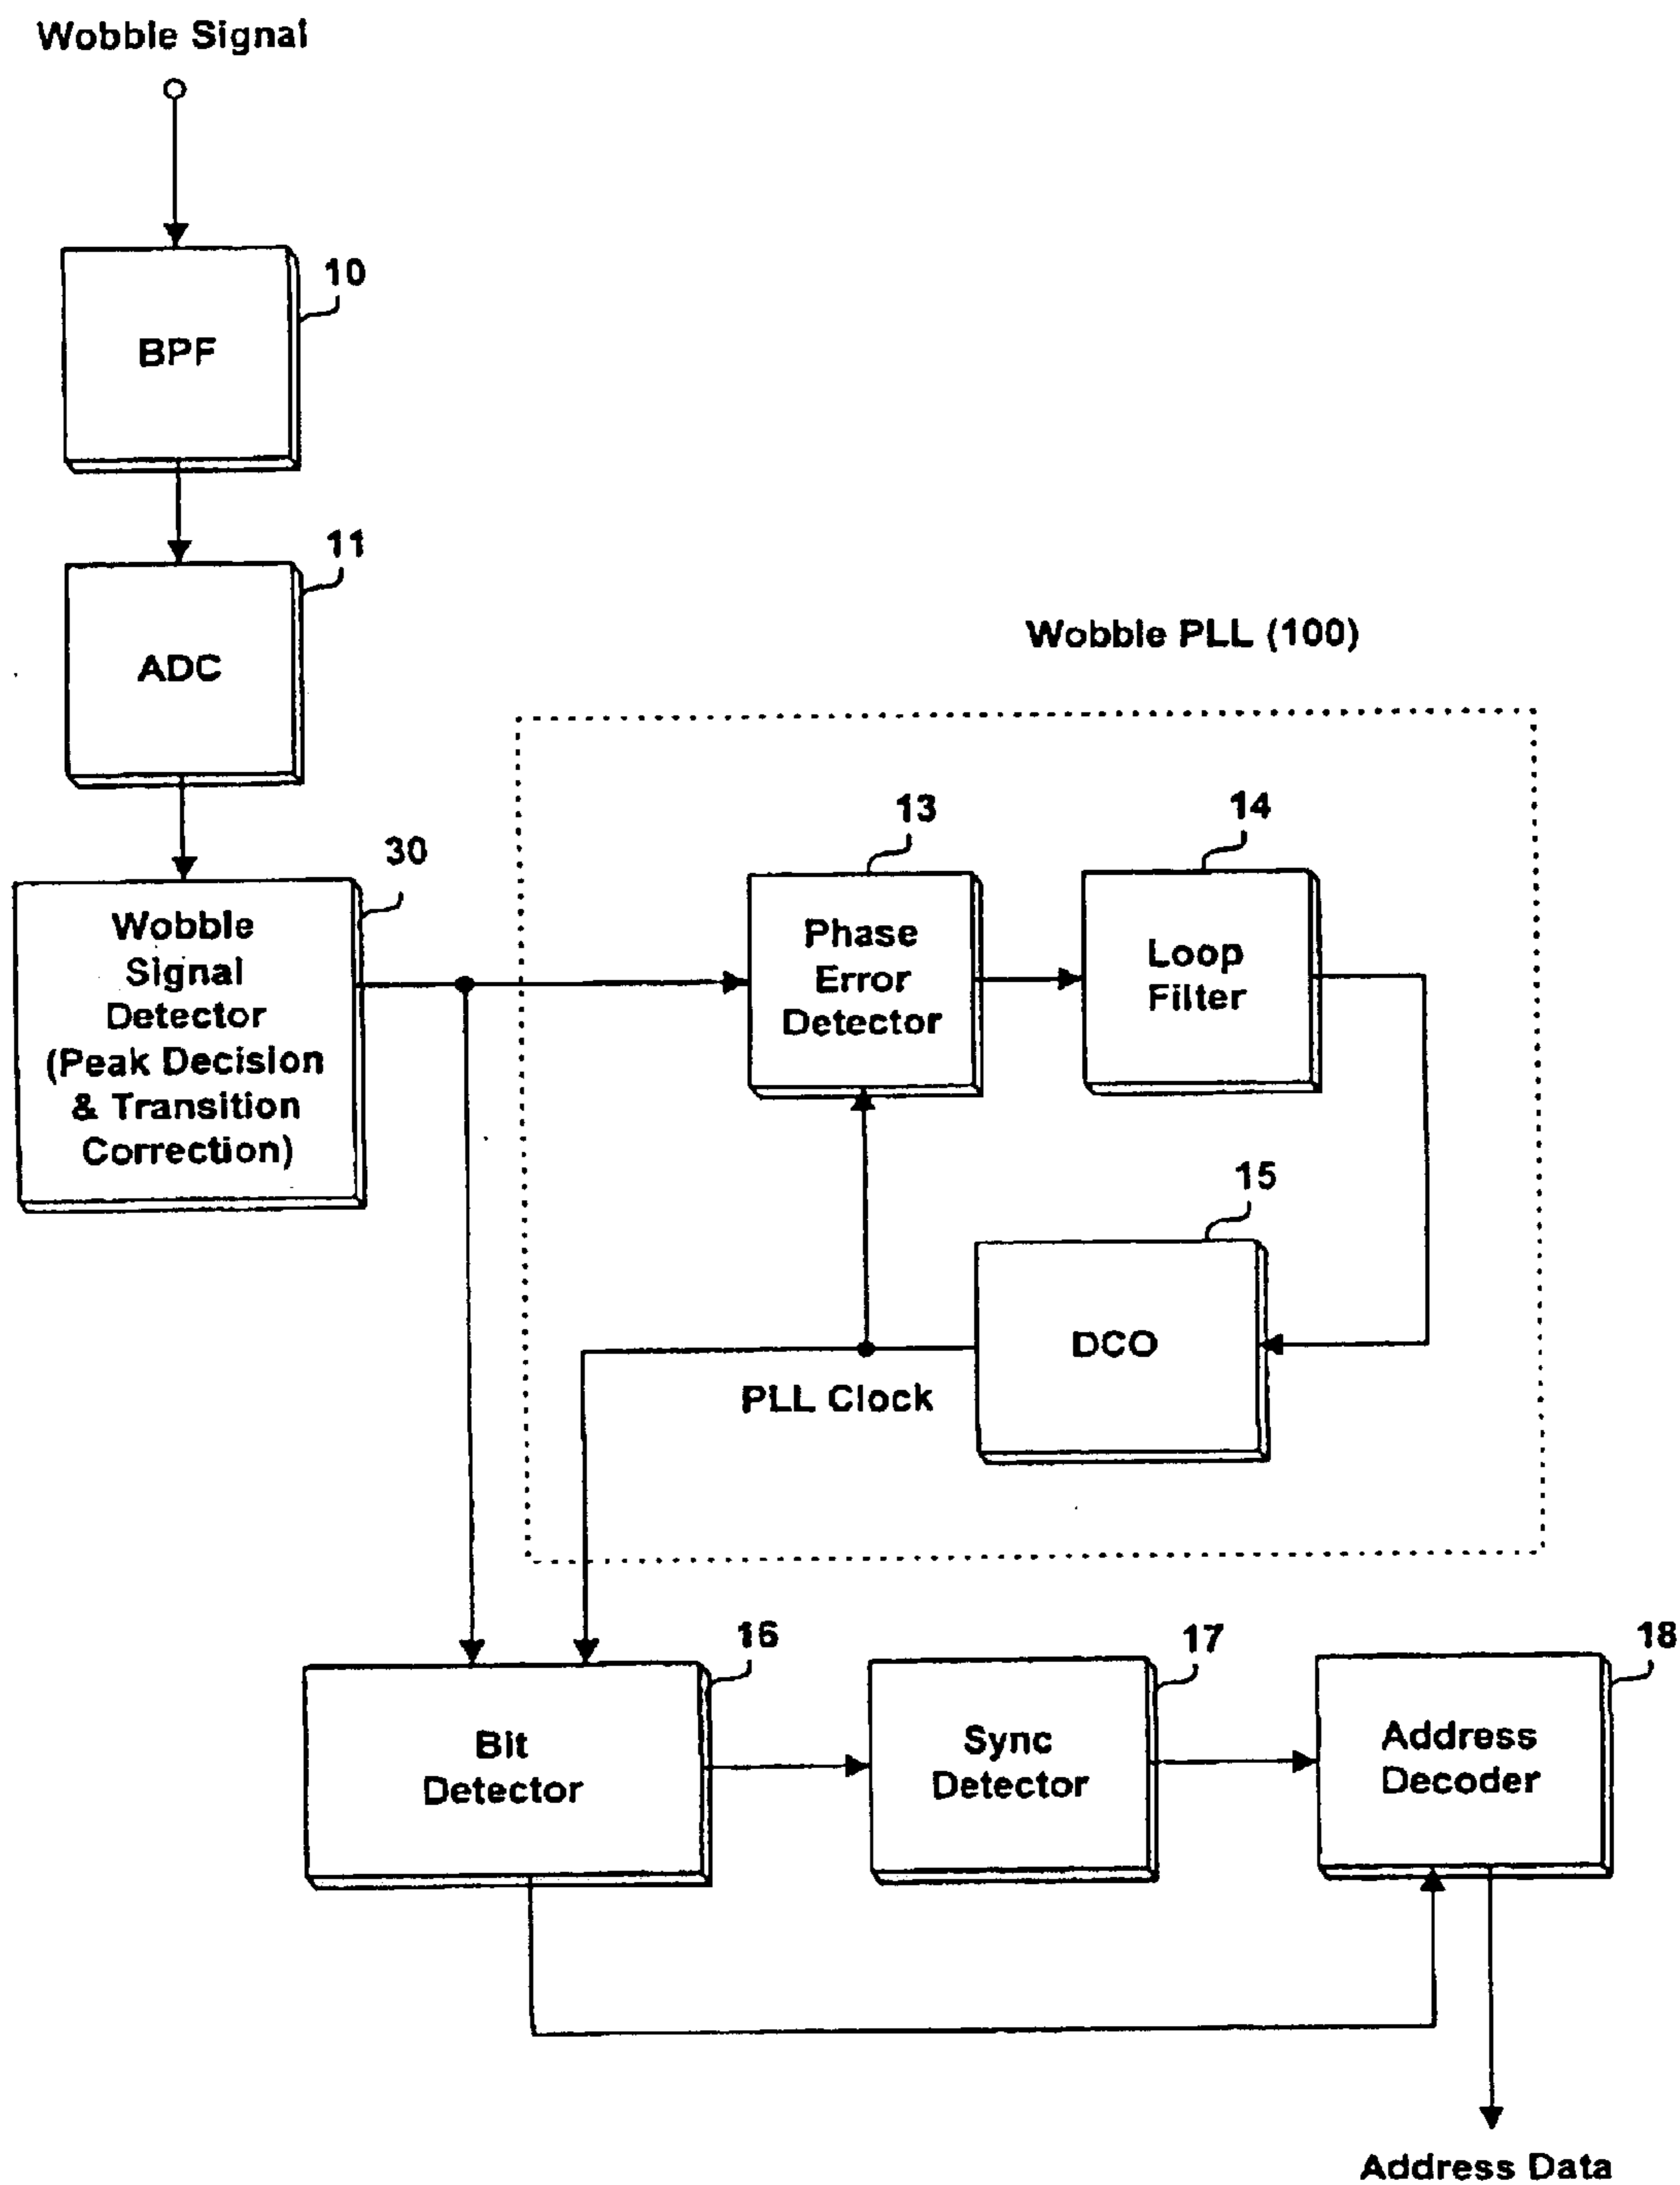 Wobble Signal
10
BPF
11
ADC
Wobble PLL (100)
30
Wobble
Signal
Detector
(Peak Decision
& Transition
Correction)
13
Phase
Error
Detector
14
Loop
Filter
15
DCO
PLL Clock
16
Bit
Detector
17
Sync
Detector
18
Address
Decoder
Address Data